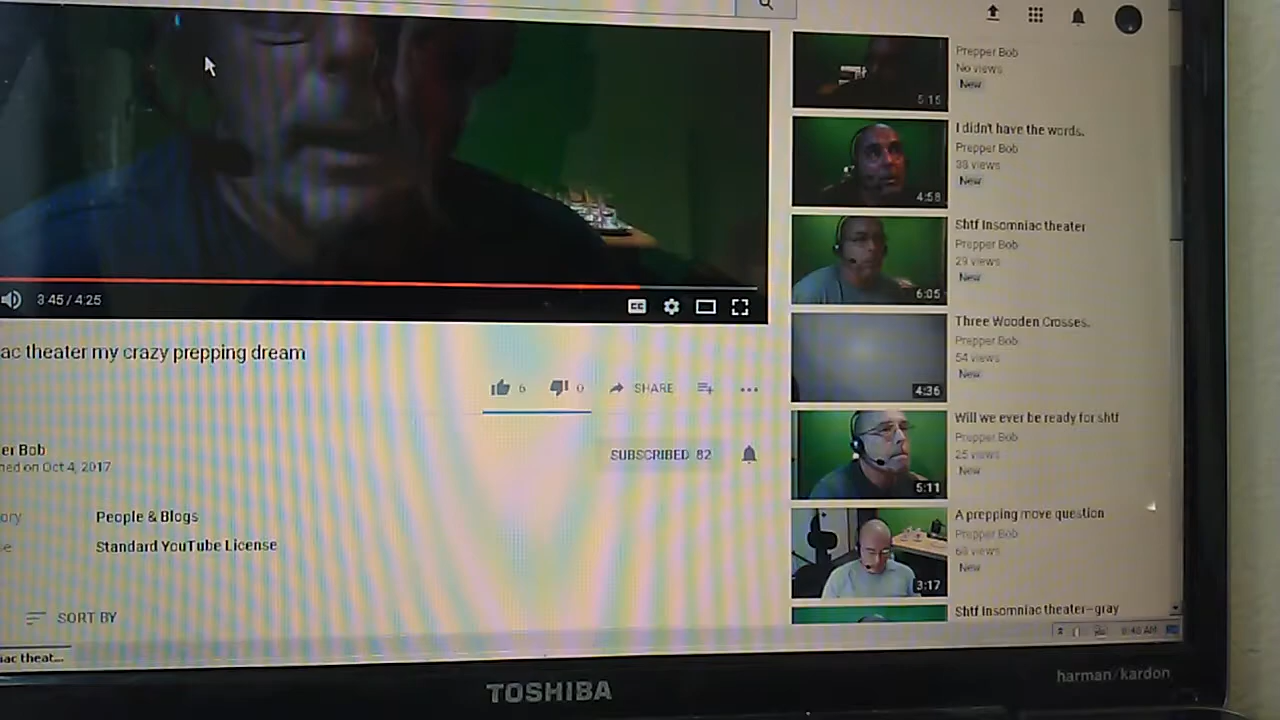 3:45 / 4:25
CC
ac theater my crazy prepping dream
6
0
SHARE
er Bob
ned on Oct 4, 2017
SUBSCRIBED 82
ory
People & Blogs
e
Standard YouTube License
SORT BY
iac theat...
Prepper Bob
No views
New
5:15
I didn't have the words.
Prepper Bob
38 views
New
4:58
Shtf Insomniac theater
Prepper Bob
29 views
New
6:05
Three Wooden Crosses.
Prepper Bob
54 views
New
4:36
Will we ever be ready for shtf
Prepper Bob
25 views
New
5:11
A prepping move question
Prepper Bob
68 views
New
3:17
Shtf Insomniac theater-gray
TOSHIBA
harman/kardon